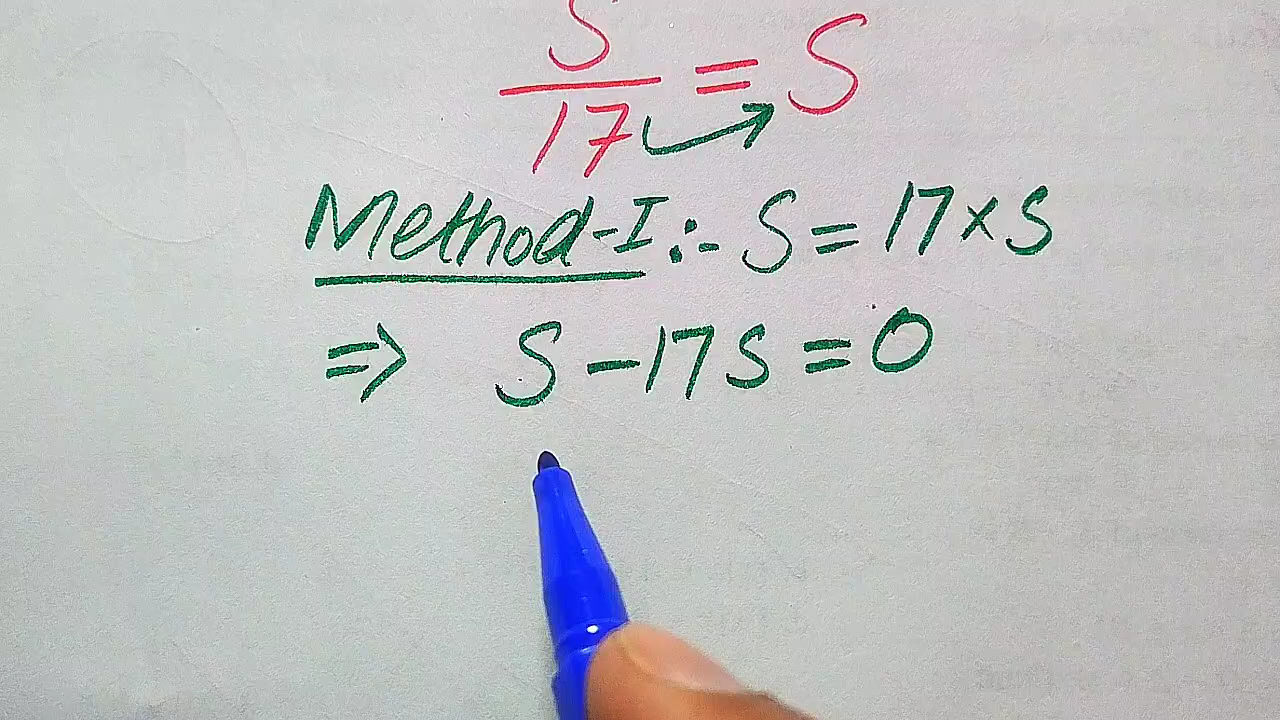 S/17 = S
Method-I :- S = 17 × S
⇒ S - 17S = 0